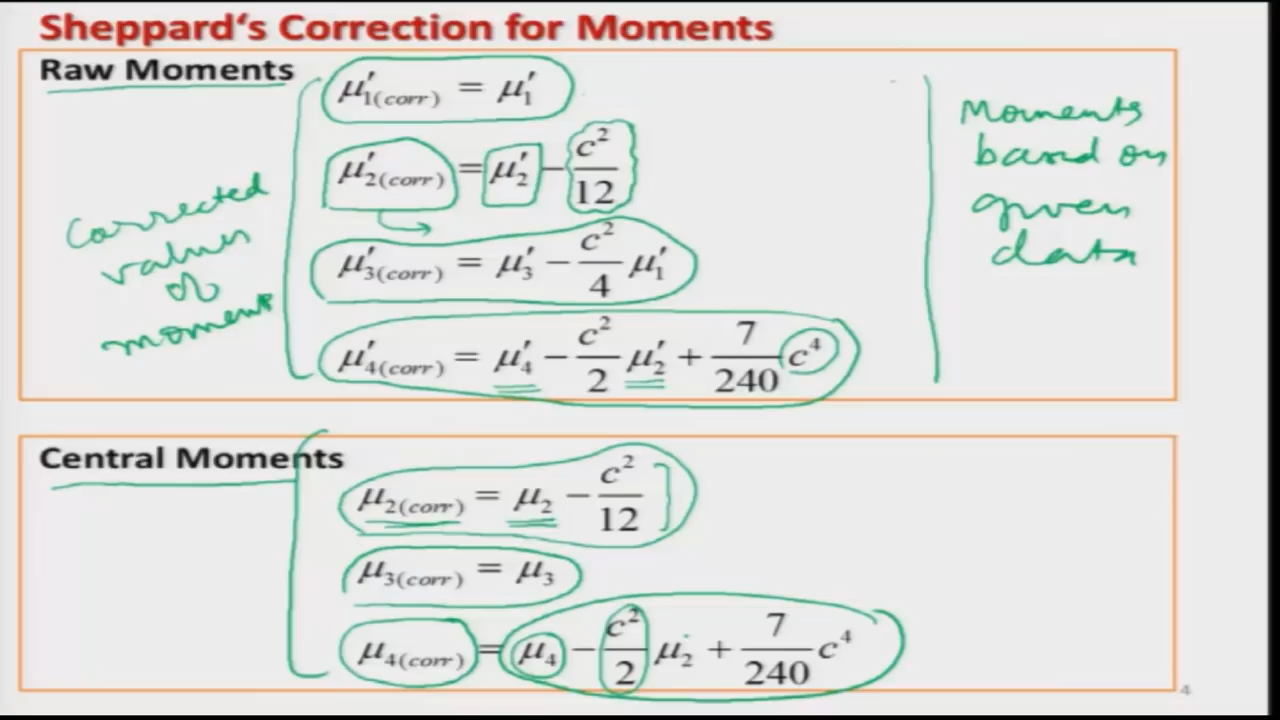 Sheppard‘s Correction for Moments
Raw Moments
μ′1(corr) = μ′1
μ′2(corr) = μ′2 − c²/12
μ′3(corr) = μ′3 − c²/4 μ′1
μ′4(corr) = μ′4 − c²/2 μ′2 + 7/240 c⁴
Corrected
values
of
moment
Moments
based on
given
data
Central Moments
μ2(corr) = μ2 − c²/12
μ3(corr) = μ3
μ4(corr) = μ4 − c²/2 μ2 + 7/240 c⁴
4